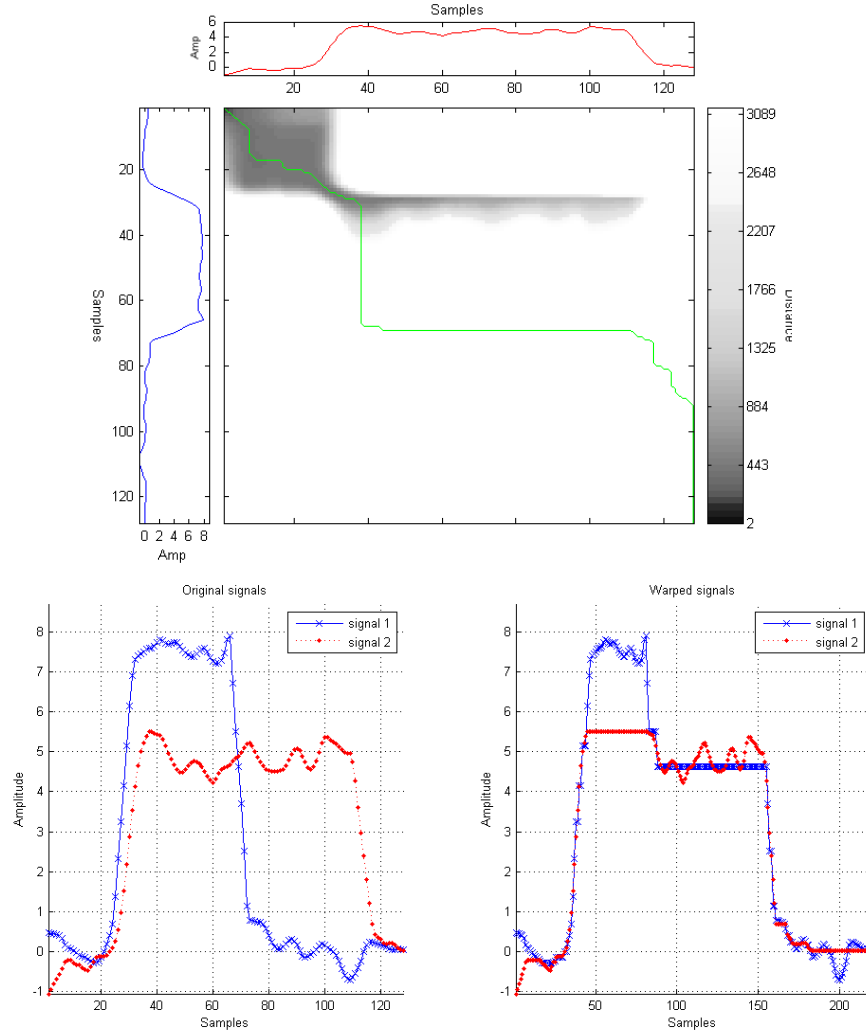 Samples
Amp
6
4
2
0
20 40 60 80 100 120
Samples
20
40
60
80
100
120
0 2 4 6 8
Amp
3089
2648
2207
1766
1325
884
443
2
Distance
Original signals
signal 1
signal 2
Amplitude
8
7
6
5
4
3
2
1
0
-1
20 40 60 80 100 120
Samples
Warped signals
signal 1
signal 2
Amplitude
8
7
6
5
4
3
2
1
0
-1
50 100 150 200
Samples